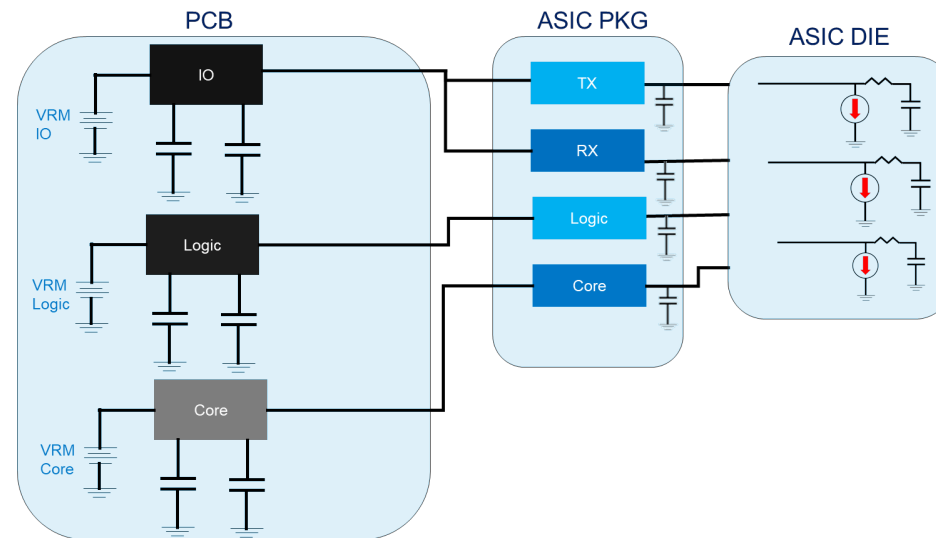 PCB
ASIC PKG
ASIC DIE
IO
TX
VRM
IO
RX
Logic
Logic
VRM
Logic
Core
Core
VRM
Core